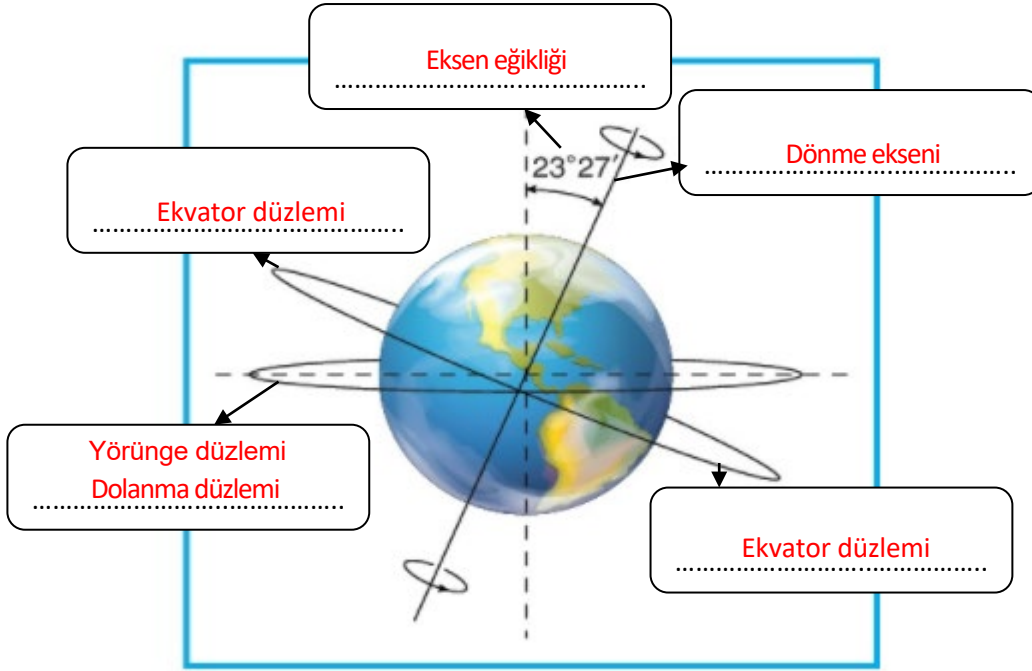 Eksen eğikliği
Dönme ekseni
23°27'
Ekvator düzlemi
Yörünge düzlemi
Dolanma düzlemi
Ekvator düzlemi